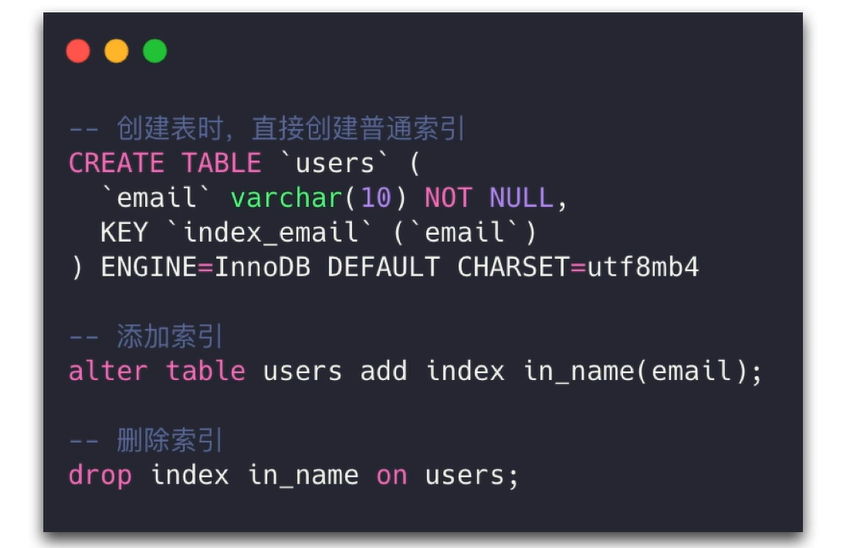 -- 创建表时，直接创建普通索引
CREATE TABLE `users` (
  `email` varchar(10) NOT NULL,
  KEY `index_email` (`email`)
) ENGINE=InnoDB DEFAULT CHARSET=utf8mb4
-- 添加索引
alter table users add index in_name(email);
-- 删除索引
drop index in_name on users;